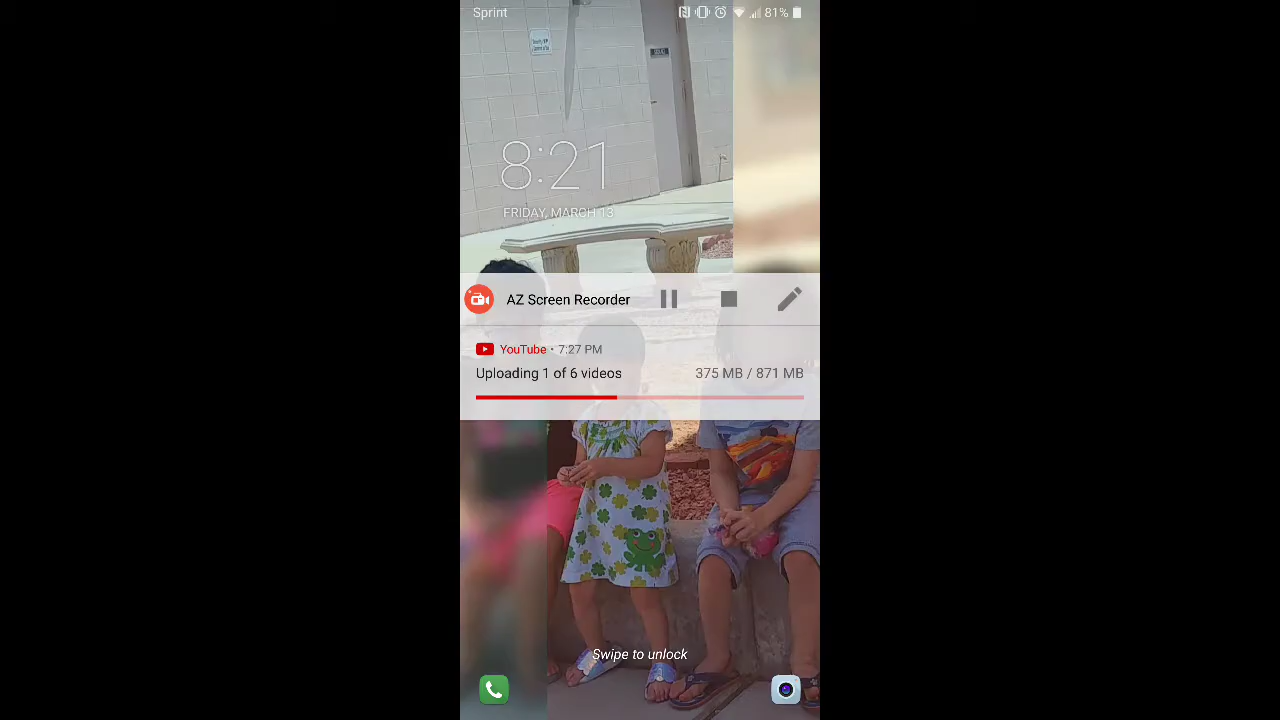 Sprint
81%
8:21
FRIDAY, MARCH 13
AZ Screen Recorder
YouTube • 7:27 PM
Uploading 1 of 6 videos
375 MB / 871 MB
Swipe to unlock